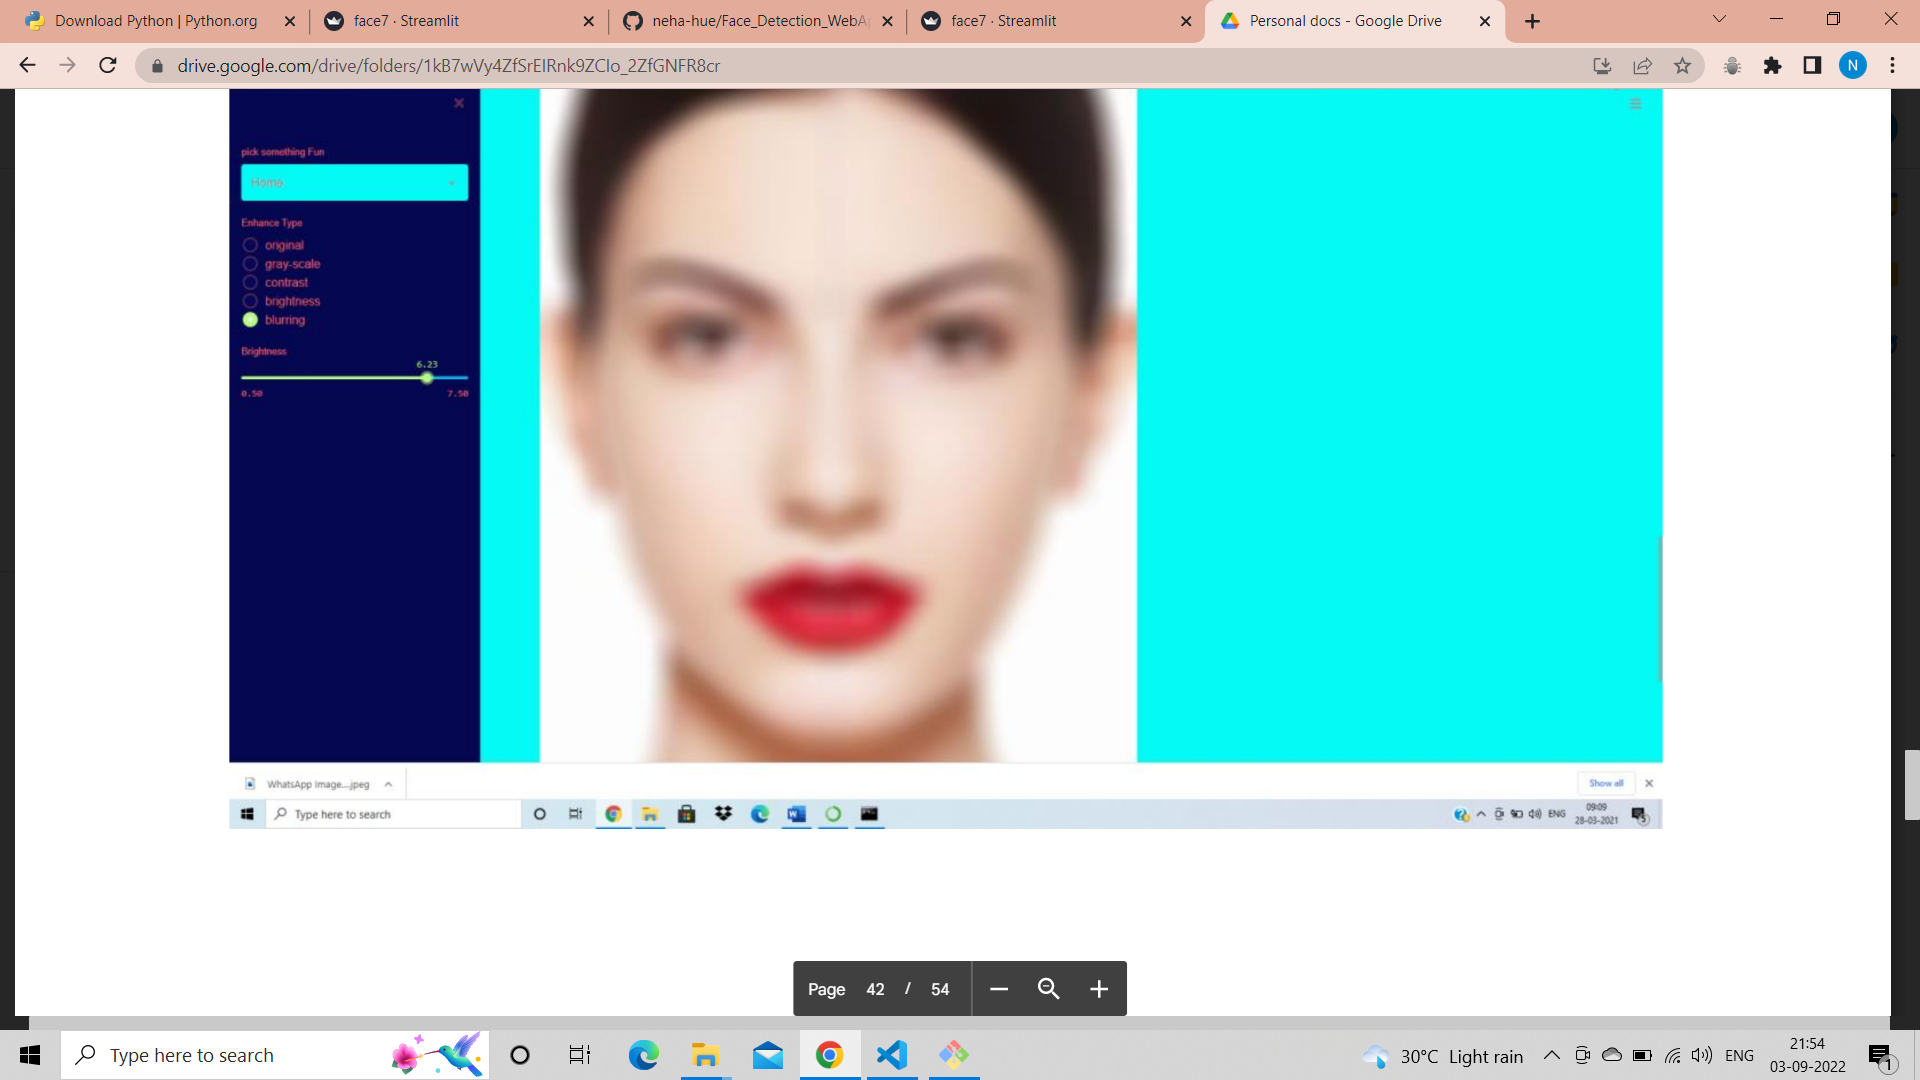 Download Python | Python.org
face7 · Streamlit
neha-hue/Face_Detection_WebAp
face7 · Streamlit
Personal docs - Google Drive
drive.google.com/drive/folders/1kB7wVy4ZfSrEIRnk9ZCIo_2ZfGNFR8cr
N
pick something Fun
Home
Enhance Type
original
gray-scale
contrast
brightness
blurring
Brightness
6.23
0.50 7.50
WhatsApp Image....jpeg
Show all
Type here to search
ENG
09:09
28-03-2021
5
Page 42 / 54
Type here to search
30°C Light rain
ENG
21:54
03-09-2022
1